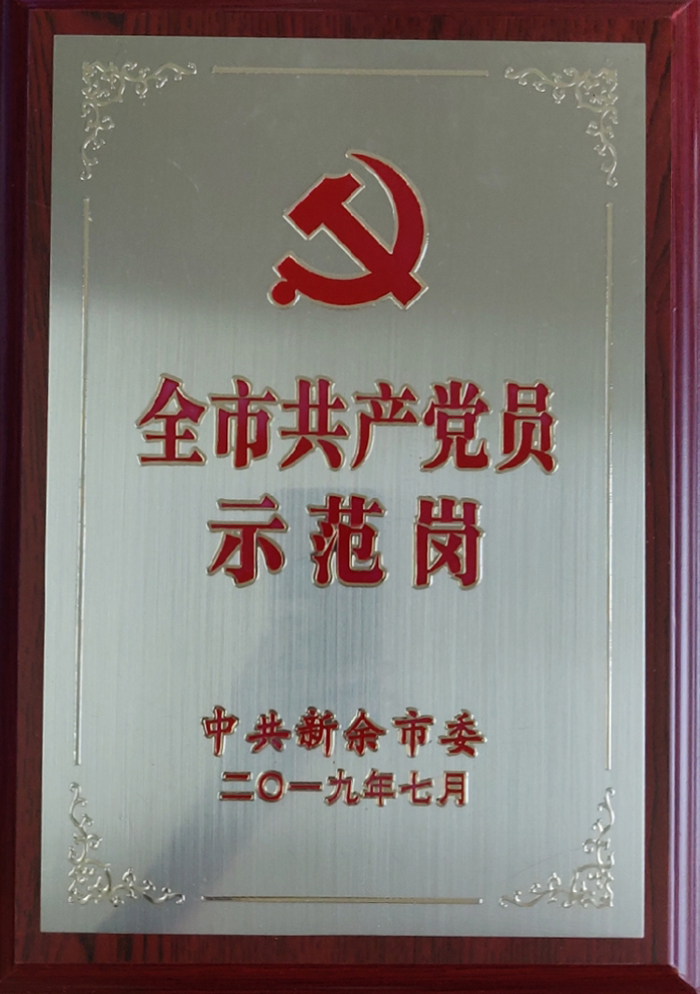 全市共产党员
示范岗
中共新余市委
二〇一九年七月